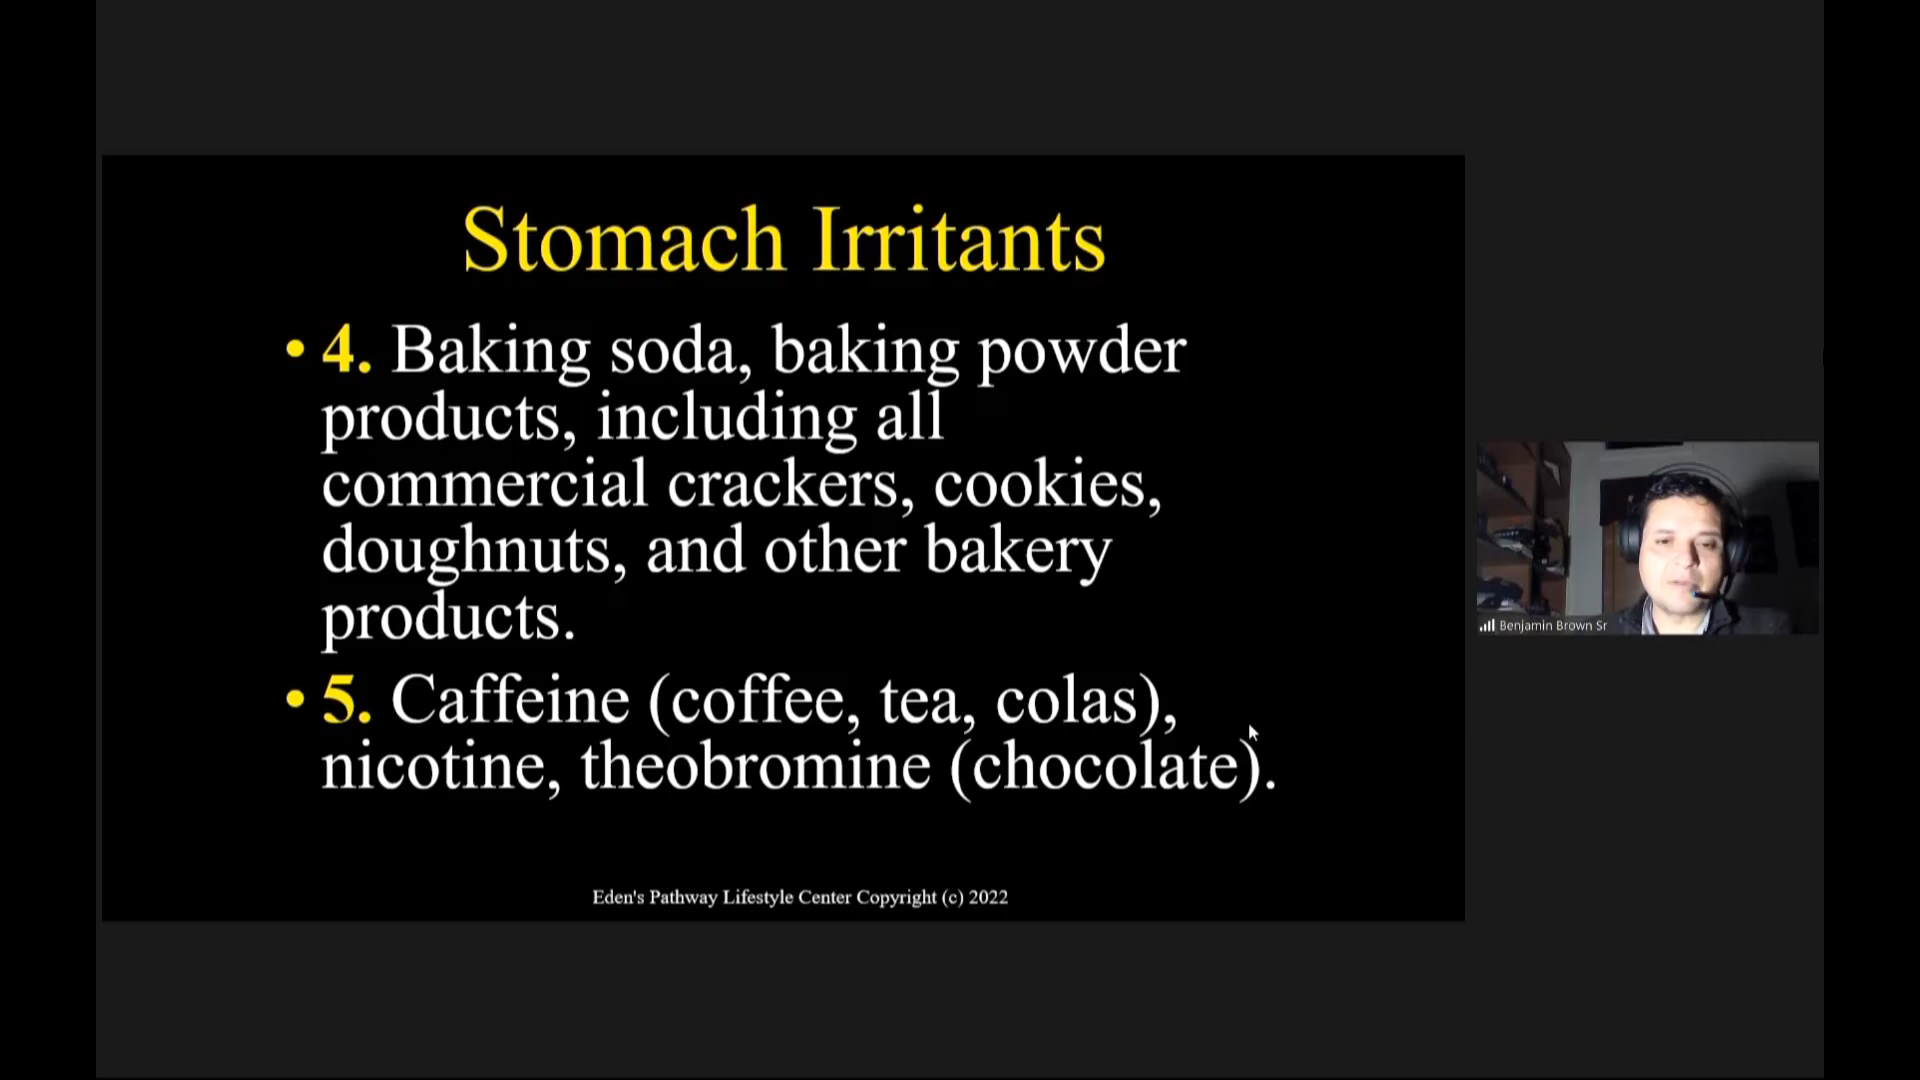 Stomach Irritants
• 4. Baking soda, baking powder
products, including all
commercial crackers, cookies,
doughnuts, and other bakery
products.
• 5. Caffeine (coffee, tea, colas),
nicotine, theobromine (chocolate).
Eden's Pathway Lifestyle Center Copyright (c) 2022
Benjamin Brown Sr